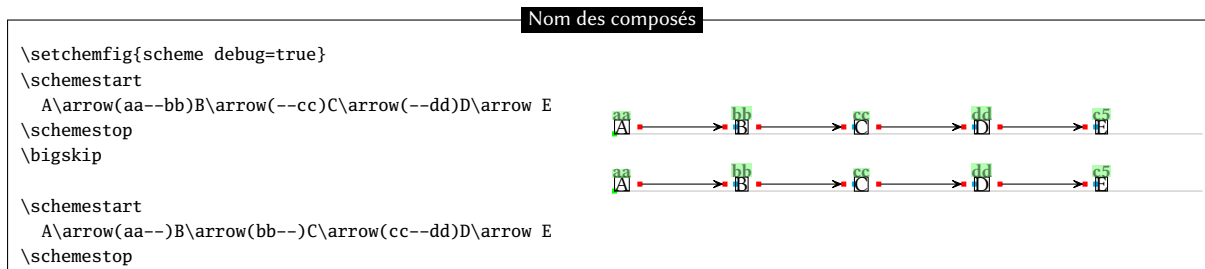 Nom des composés
\setchemfig{scheme debug=true}
\schemestart
A\arrow(aa--bb)B\arrow(--cc)C\arrow(--dd)D\arrow E
\schemestop
\bigskip
\schemestart
A\arrow(aa--)B\arrow(bb--)C\arrow(cc--dd)D\arrow E
\schemestop
aa bb cc dd c5
A B C D E
aa bb cc dd c5
A B C D E